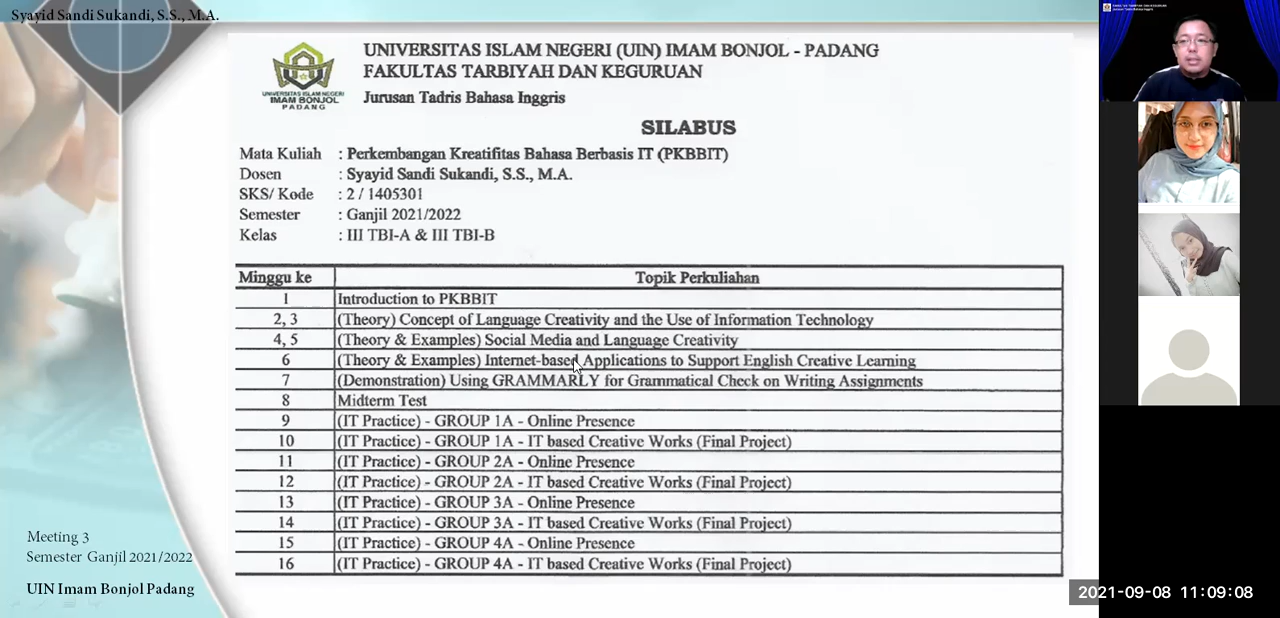 Syayid Sandi Sukandi, S.S., M.A.
UNIVERSITAS ISLAM NEGERI (UIN) IMAM BONJOL - PADANG
FAKULTAS TARBIYAH DAN KEGURUAN
Jurusan Tadris Bahasa Inggris
UNIVERSITAS ISLAM NEGERI
IMAM BONJOL
PADANG
SILABUS
Mata Kuliah : Perkembangan Kreatifitas Bahasa Berbasis IT (PKBBIT)
Dosen : Syayid Sandi Sukandi, S.S., M.A.
SKS/ Kode : 2 / 1405301
Semester : Ganjil 2021/2022
Kelas : III TBI-A & III TBI-B
Minggu ke Topik Perkuliahan
1 Introduction to PKBBIT
2, 3 (Theory) Concept of Language Creativity and the Use of Information Technology
4, 5 (Theory & Examples) Social Media and Language Creativity
6 (Theory & Examples) Internet-based Applications to Support English Creative Learning
7 (Demonstration) Using GRAMMARLY for Grammatical Check on Writing Assignments
8 Midterm Test
9 (IT Practice) - GROUP 1A - Online Presence
10 (IT Practice) - GROUP 1A - IT based Creative Works (Final Project)
11 (IT Practice) - GROUP 2A - Online Presence
12 (IT Practice) - GROUP 2A - IT based Creative Works (Final Project)
13 (IT Practice) - GROUP 3A - Online Presence
14 (IT Practice) - GROUP 3A - IT based Creative Works (Final Project)
15 (IT Practice) - GROUP 4A - Online Presence
16 (IT Practice) - GROUP 4A - IT based Creative Works (Final Project)
Meeting 3
Semester Ganjil 2021/2022
UIN Imam Bonjol Padang
2021-09-08 11:09:08